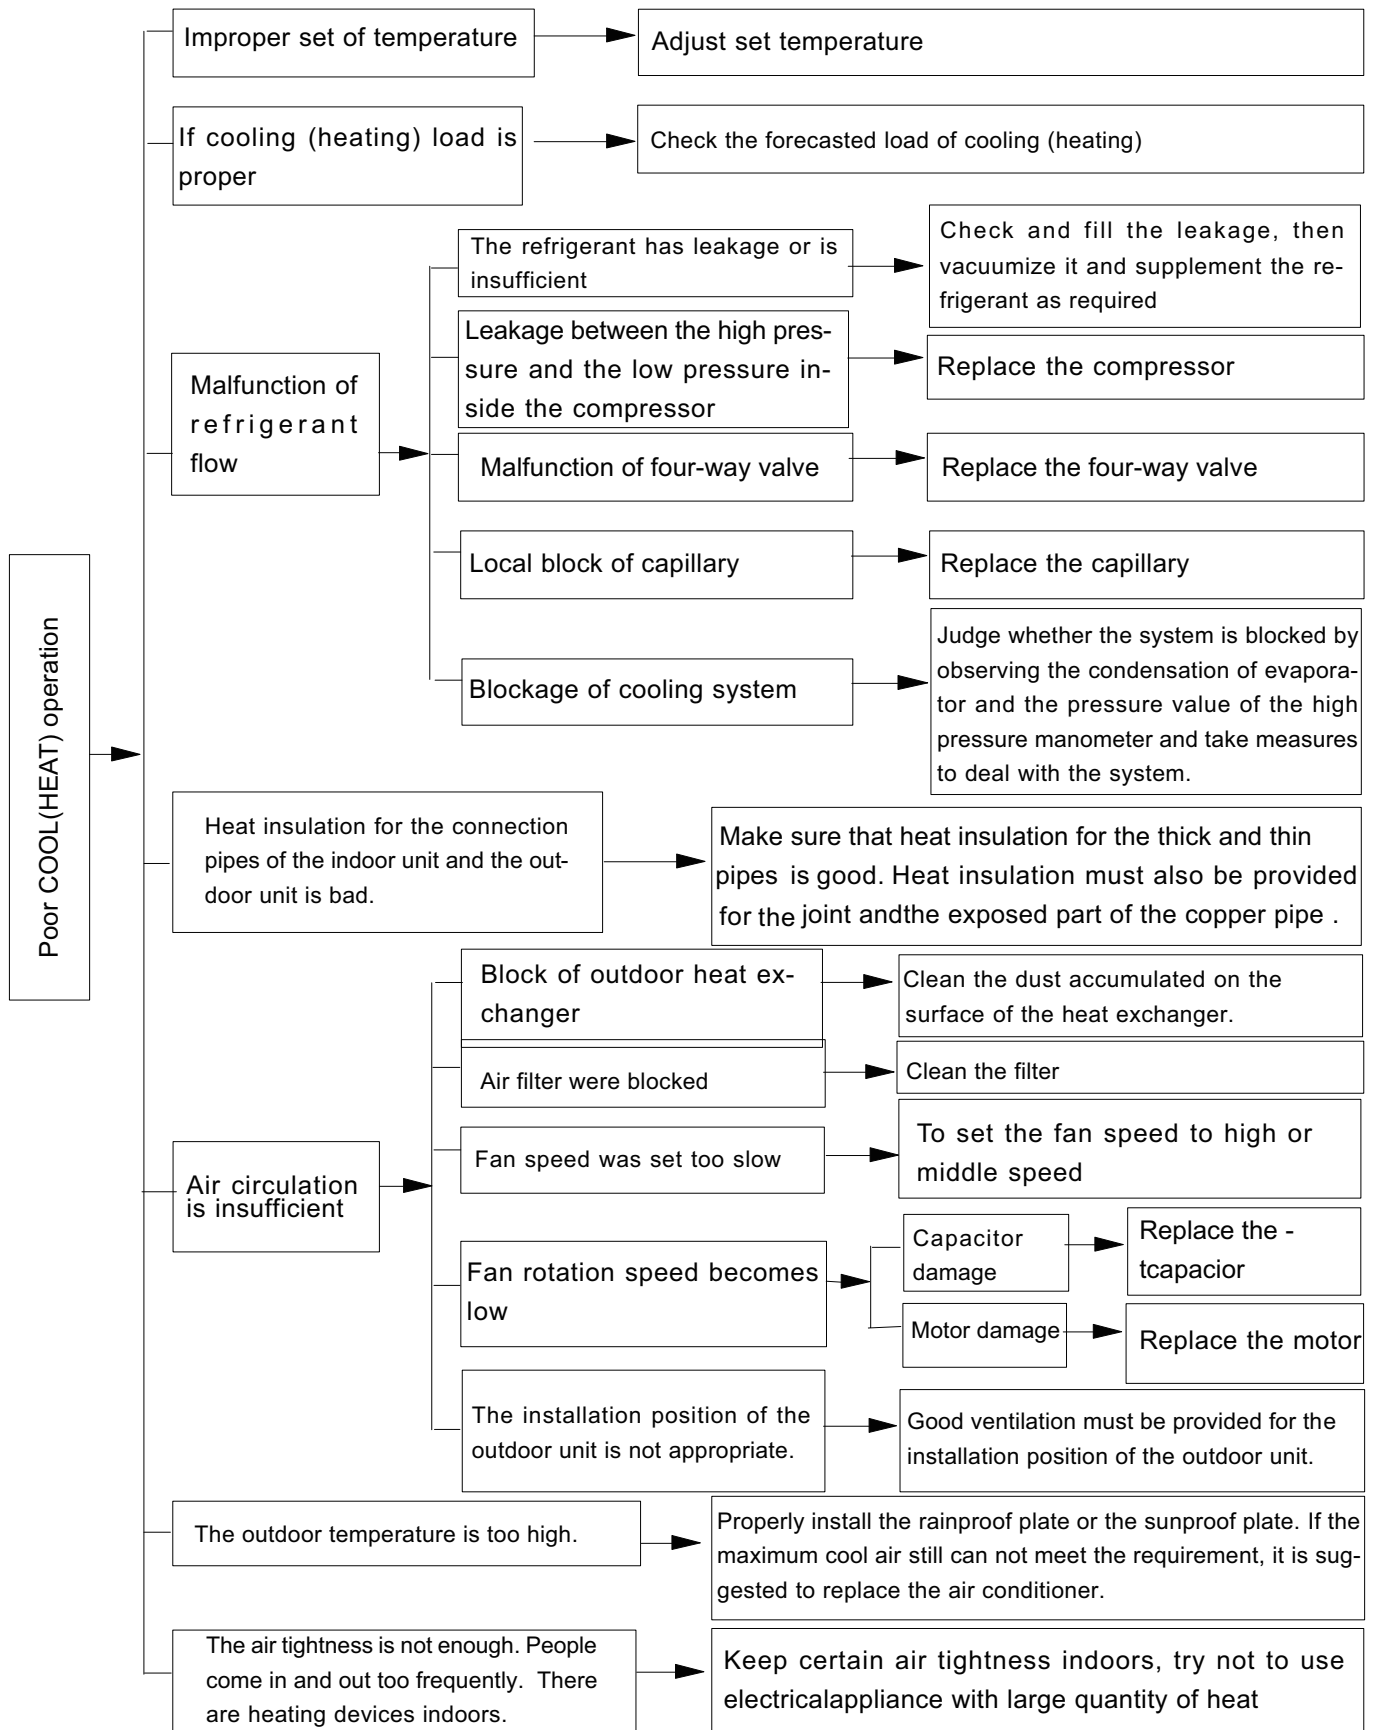 Poor COOL(HEAT) operation
Improper set of temperature
Adjust set temperature
If cooling (heating) load is
proper
Check the forecasted load of cooling (heating)
Malfunction of
refrigerant
flow
The refrigerant has leakage or is
insufficient
Check and fill the leakage, then
vacuumize it and supplement the re-
frigerant as required
Leakage between the high pres-
sure and the low pressure in-
side the compressor
Replace the compressor
Malfunction of four-way valve
Replace the four-way valve
Local block of capillary
Replace the capillary
Blockage of cooling system
Judge whether the system is blocked by
observing the condensation of evapora-
tor and the pressure value of the high
pressure manometer and take measures
to deal with the system.
Heat insulation for the connection
pipes of the indoor unit and the out-
door unit is bad.
Make sure that heat insulation for the thick and thin
pipes is good. Heat insulation must also be provided
for the joint andthe exposed part of the copper pipe .
Air circulation
is insufficient
Block of outdoor heat ex-
changer
Clean the dust accumulated on the
surface of the heat exchanger.
Air filter were blocked
Clean the filter
Fan speed was set too slow
To set the fan speed to high or
middle speed
Fan rotation speed becomes
low
Capacitor
damage
Replace the -
tcapacior
Motor damage
Replace the motor
The installation position of the
outdoor unit is not appropriate.
Good ventilation must be provided for the
installation position of the outdoor unit.
The outdoor temperature is too high.
Properly install the rainproof plate or the sunproof plate. If the
maximum cool air still can not meet the requirement, it is sug-
gested to replace the air conditioner.
The air tightness is not enough. People
come in and out too frequently. There
are heating devices indoors.
Keep certain air tightness indoors, try not to use
electricalappliance with large quantity of heat